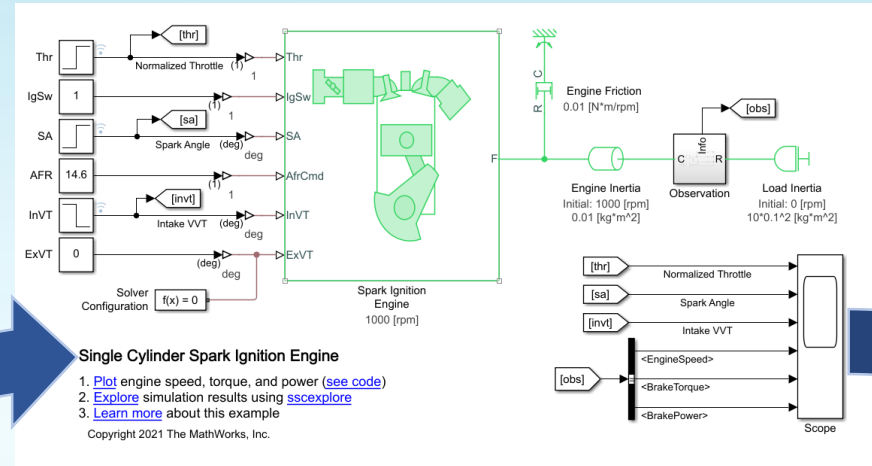 Thr
[thr]
Normalized Throttle
(1)
1
Thr
IgSw
1
(1)
1
IgSw
SA
[sa]
Spark Angle
(deg)
deg
SA
AFR
14.6
(1)
1
AfrCmd
InVT
[invt]
Intake VVT
(deg)
deg
InVT
ExVT
0
(deg)
deg
ExVT
Solver
Configuration
f(x) = 0
F
Spark Ignition
Engine
1000 [rpm]
C
R
Engine Friction
0.01 [N*m/rpm]
[obs]
Engine Inertia
Initial: 1000 [rpm]
0.01 [kg*m^2]
C
Info
R
Observation
Load Inertia
Initial: 0 [rpm]
10*0.1^2 [kg*m^2]
[thr]
Normalized Throttle
[sa]
Spark Angle
[invt]
Intake VVT
[obs]
<EngineSpeed>
<BrakeTorque>
<BrakePower>
Scope
Single Cylinder Spark Ignition Engine
1. Plot engine speed, torque, and power (see code)
2. Explore simulation results using sscexplore
3. Learn more about this example
Copyright 2021 The MathWorks, Inc.